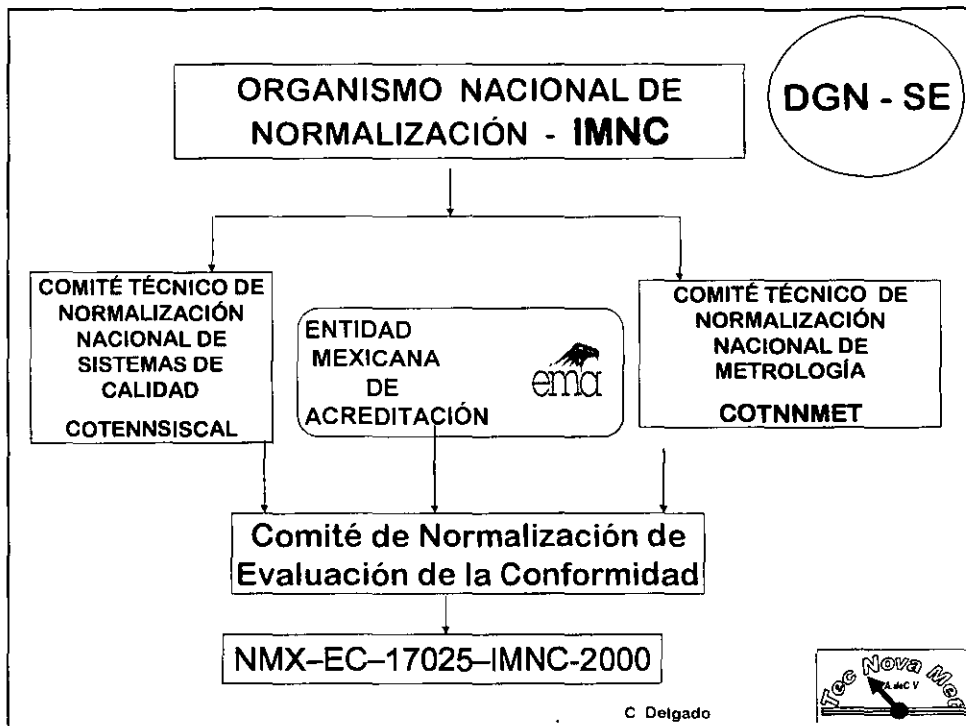 ORGANISMO NACIONAL DE
NORMALIZACIÓN - IMNC
DGN - SE
COMITÉ TÉCNICO DE
NORMALIZACIÓN
NACIONAL DE
SISTEMAS DE
CALIDAD
COTENNSISCAL
ENTIDAD
MEXICANA
DE
ACREDITACIÓN
ema
COMITÉ TÉCNICO DE
NORMALIZACIÓN
NACIONAL DE
METROLOGÍA
COTNNMET
Comité de Normalización de
Evaluación de la Conformidad
NMX–EC–17025–IMNC-2000
Tec Nova Met
A. de C V
C Delgado